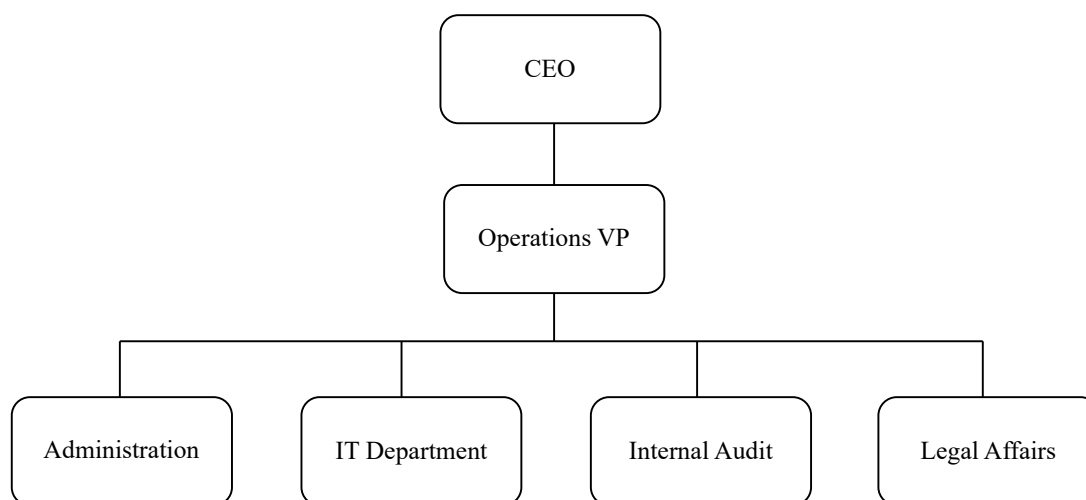 CEO
Operations VP
Administration
IT Department
Internal Audit
Legal Affairs